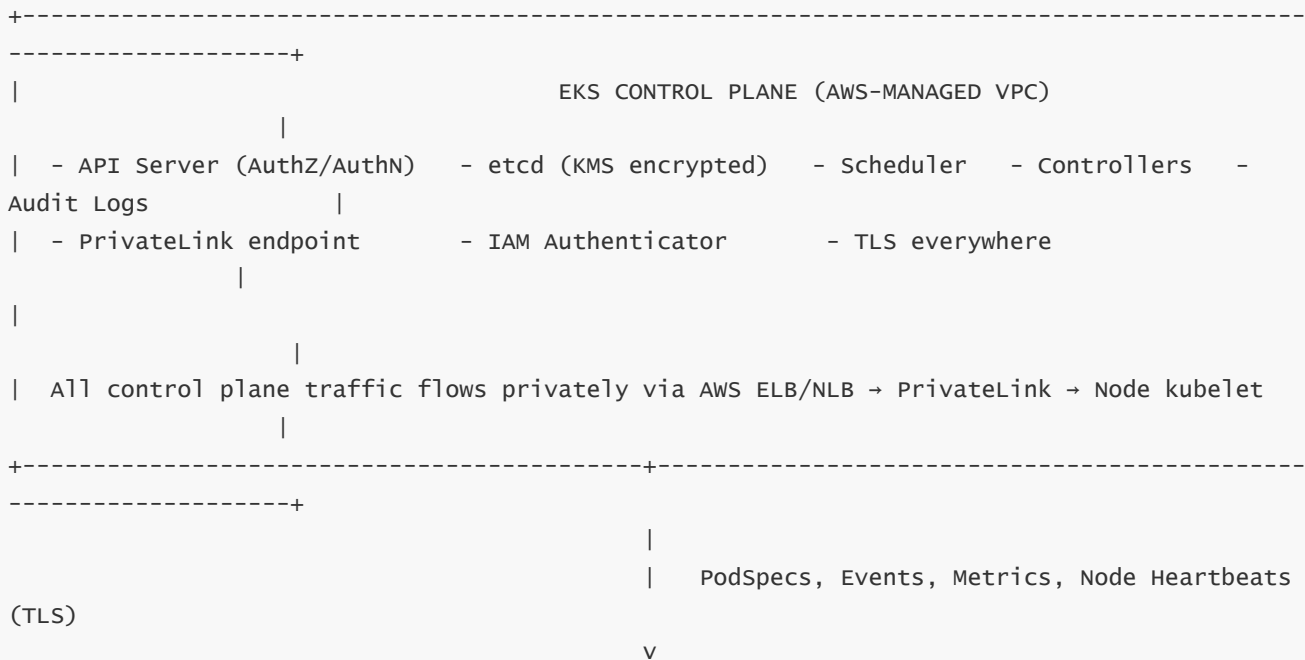 +-------------------------------------------------------------------------------------------
--------------------+
|                                      EKS CONTROL PLANE (AWS-MANAGED VPC)
                   |
|  - API Server (AuthZ/AuthN)   - etcd (KMS encrypted)   - Scheduler   - Controllers   -
Audit Logs             |
|  - PrivateLink endpoint       - IAM Authenticator       - TLS everywhere
                |
|
                    |
|  All control plane traffic flows privately via AWS ELB/NLB → PrivateLink → Node kubelet
                   |
+--------------------------------------------+----------------------------------------------
--------------------+
                                             |
                                             |   PodSpecs, Events, Metrics, Node Heartbeats
(TLS)
                                             v